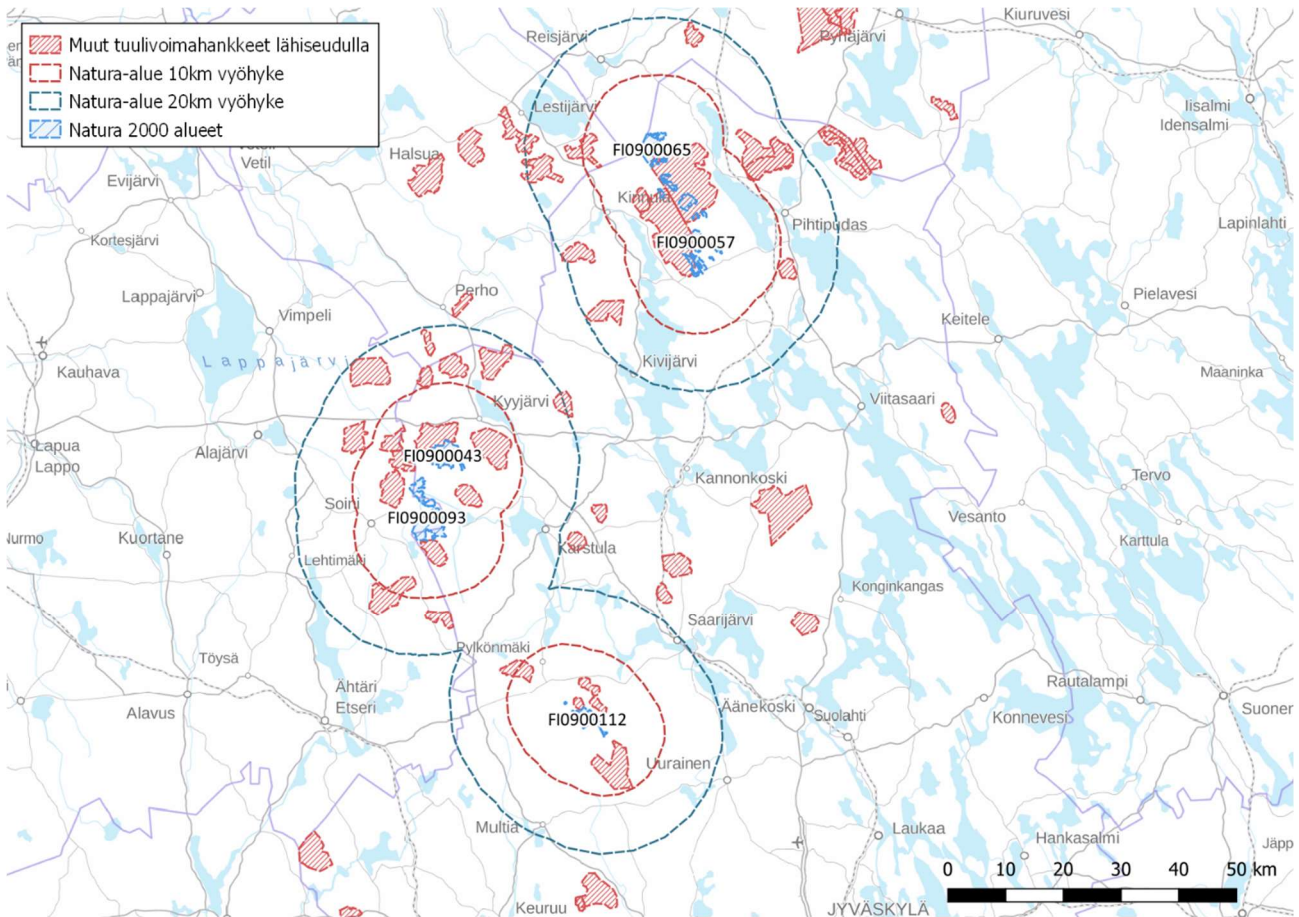 Muut tuulivoimahankkeet lähiseudulla
Natura-alue 10km vyöhyke
Natura-alue 20km vyöhyke
Natura 2000 alueet
Kiuruvesi
Reisjärvi
Pyhäjärvi
Lestijärvi
Iisalmi
Idensalmi
Vetil
Halsua
FI0900065
Evijärvi
Kinnula
Pihtipudas
Lapinlahti
Kortesjärvi
FI0900057
Perho
Lappajärvi
Pielavesi
Vimpeli
Keitele
Lappajärvi
Kivijärvi
Maaninka
Kauhava
Kyyjärvi
Viitasaari
Lapua
Lappo
Alajärvi
FI0900043
Kannonkoski
Tervo
Soini
FI0900093
Vesanto
Nurmo
Kuortane
Karstula
Karttula
Lehtimäki
Konginkangas
Saarijärvi
Pylkönmäki
Töysä
Ähtäri
Etseri
Rautalampi
Alavus
FI0900112
Äänekoski
Suolahti
Konnevesi
Suoner
Uurainen
Multia
Laukaa
Hankasalmi
Jäpp
0 10 20 30 40 50 km
Keuruu
JYVÄSKYLÄ